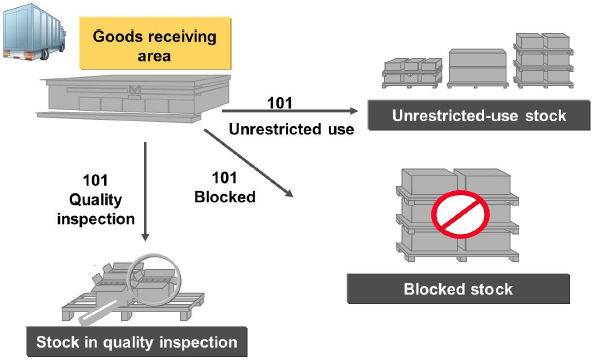 Goods receiving
area
101
Unrestricted use
Unrestricted-use stock
101
Quality
inspection
101
Blocked
Blocked stock
Stock in quality inspection